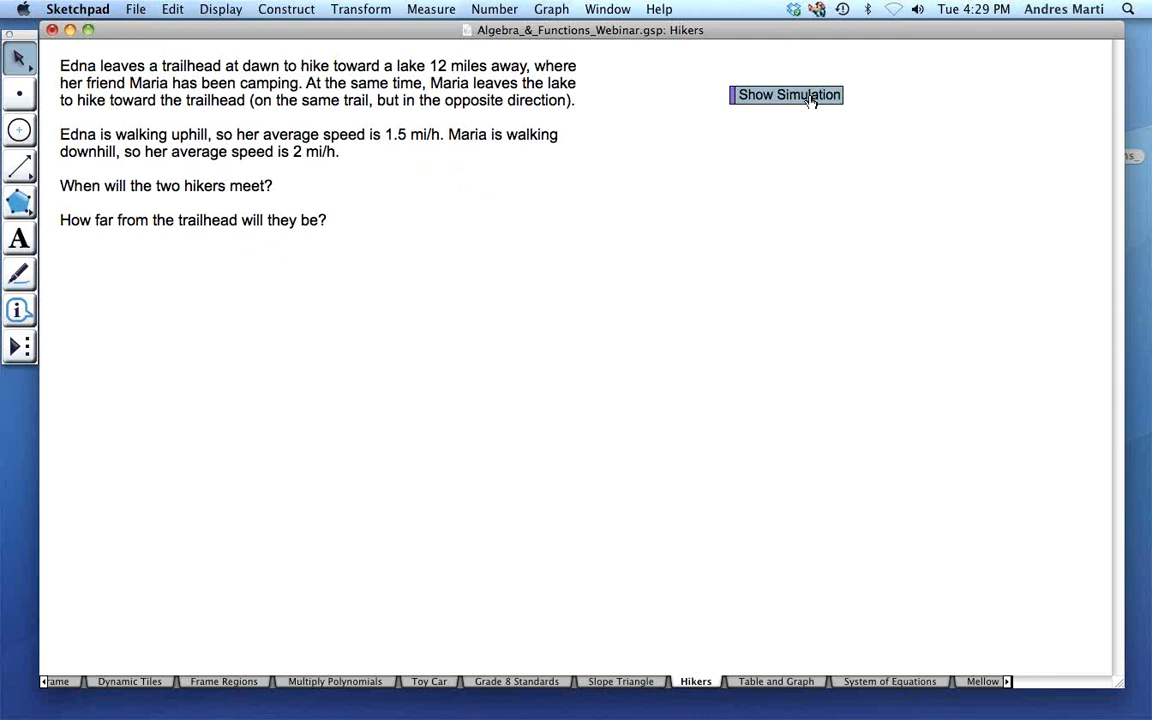 Sketchpad File Edit Display Construct Transform Measure Number Graph Window Help Tue 4:29 PM Andres Marti
Algebra_&_Functions_Webinar.gsp: Hikers
Edna leaves a trailhead at dawn to hike toward a lake 12 miles away, where
her friend Maria has been camping. At the same time, Maria leaves the lake
to hike toward the trailhead (on the same trail, but in the opposite direction).
Show Simulation
Edna is walking uphill, so her average speed is 1.5 mi/h. Maria is walking
downhill, so her average speed is 2 mi/h.
When will the two hikers meet?
How far from the trailhead will they be?
A
rame Dynamic Tiles Frame Regions Multiply Polynomials Toy Car Grade 8 Standards Slope Triangle Hikers Table and Graph System of Equations Mellow